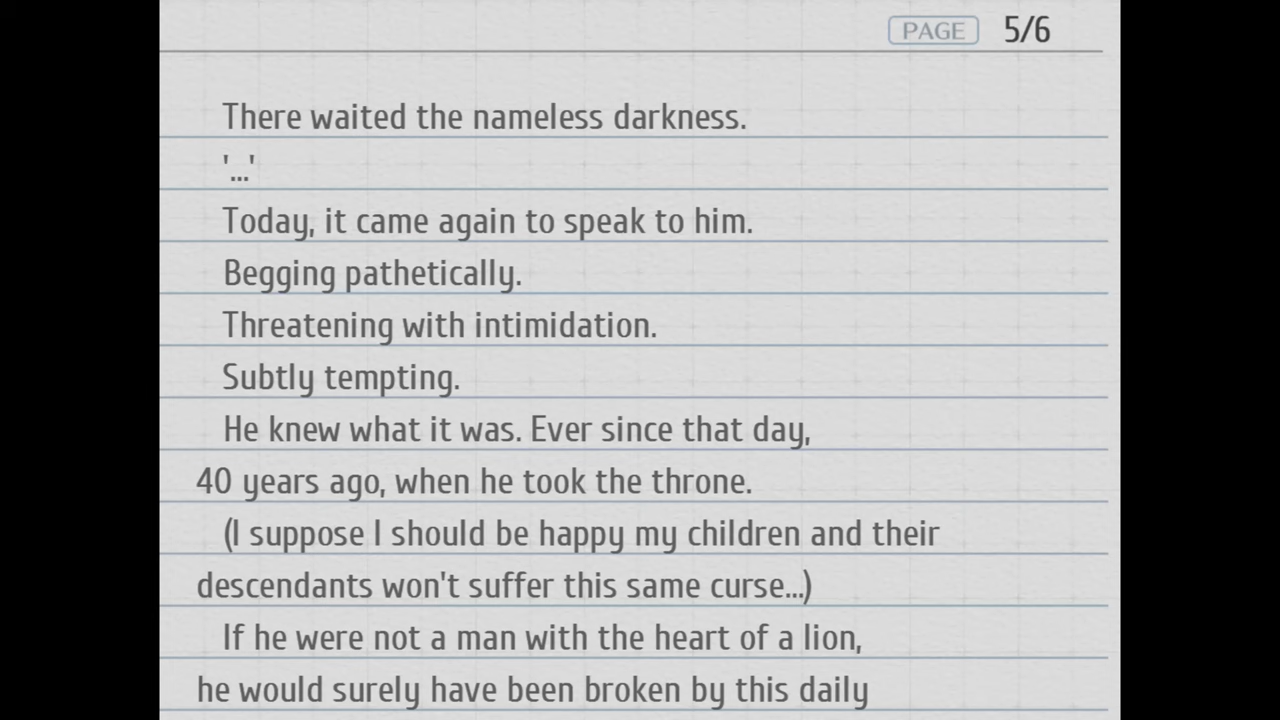 PAGE 5/6
There waited the nameless darkness.
'...'
Today, it came again to speak to him.
Begging pathetically.
Threatening with intimidation.
Subtly tempting.
He knew what it was. Ever since that day,
40 years ago, when he took the throne.
(I suppose I should be happy my children and their
descendants won't suffer this same curse...)
If he were not a man with the heart of a lion,
he would surely have been broken by this daily